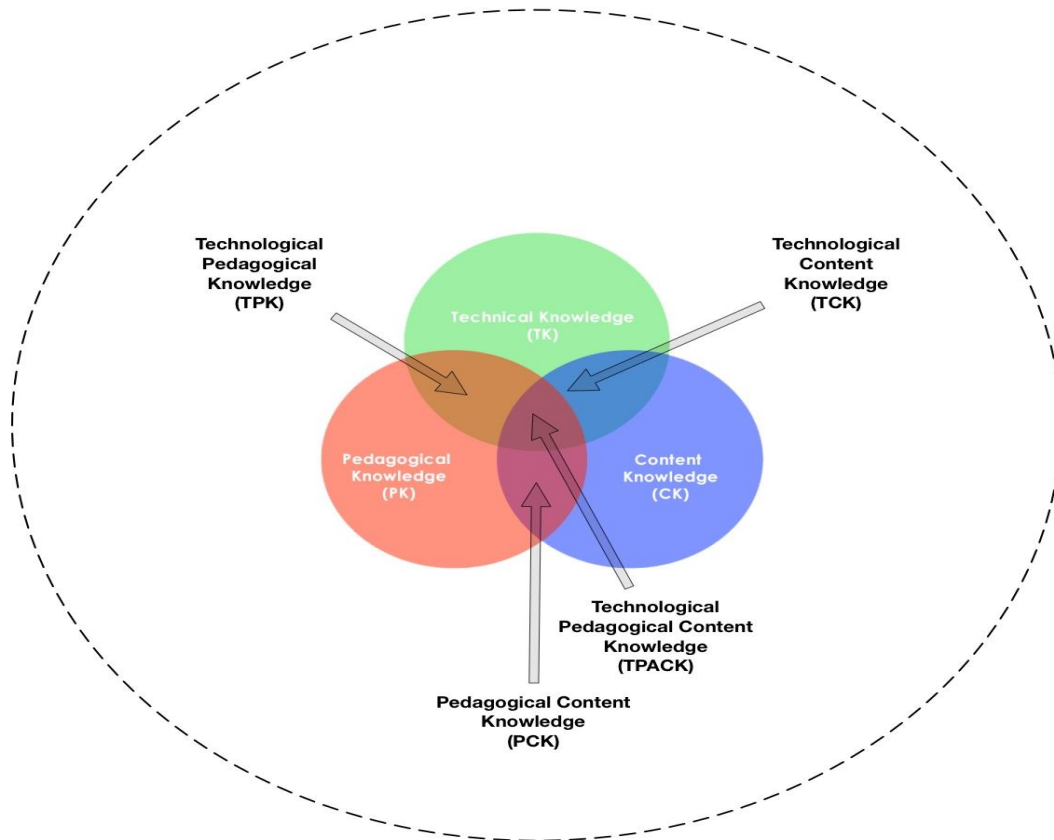 Technological
Pedagogical
Knowledge
(TPK)
Technological
Content
Knowledge
(TCK)
Technical Knowledge
(TK)
Pedagogical
Knowledge
(PK)
Content
Knowledge
(CK)
Technological
Pedagogical Content
Knowledge
(TPACK)
Pedagogical Content
Knowledge
(PCK)